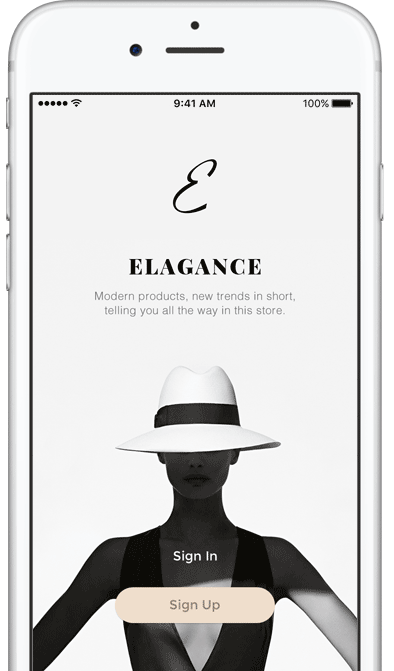 9:41 AM
100%
E
ELAGANCE
Modern products, new trends in short,
telling you all the way in this store.
Sign In
Sign Up